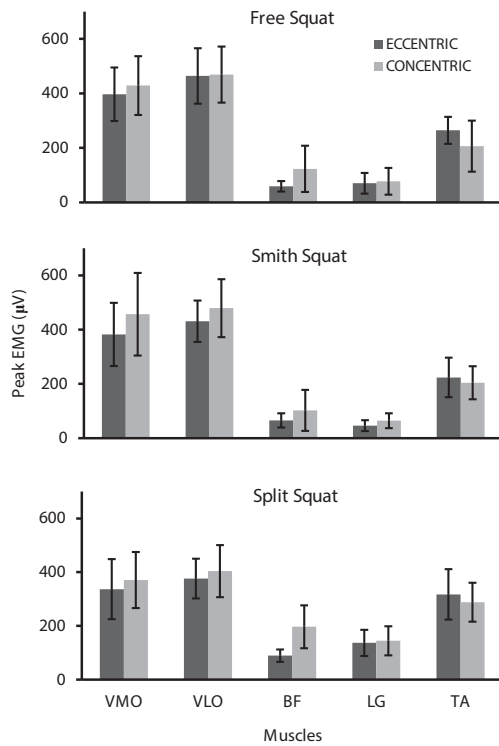 Free Squat
ECCENTRIC
CONCENTRIC
600
400
200
0
Smith Squat
Peak EMG (μV)
600
400
200
0
Split Squat
600
400
200
0
VMO VLO BF LG TA
Muscles